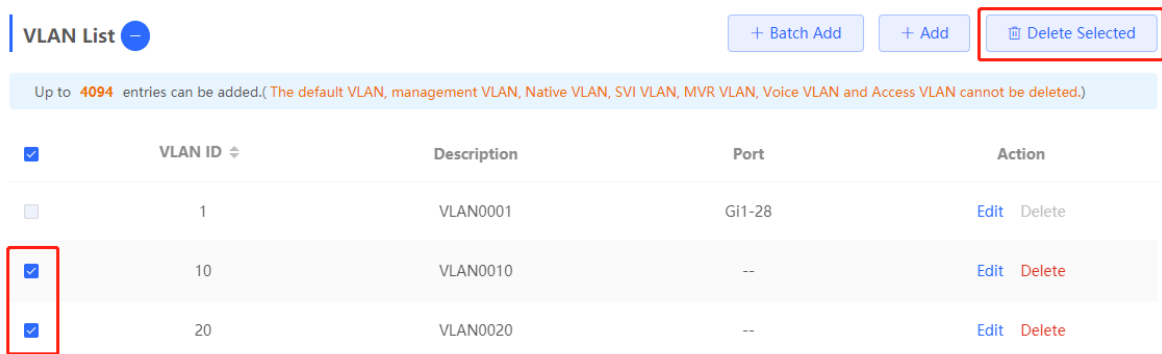 VLAN List + Batch Add + Add Delete Selected
Up to 4094 entries can be added.( The default VLAN, management VLAN, Native VLAN, SVI VLAN, MVR VLAN, Voice VLAN and Access VLAN cannot be deleted.)
VLAN ID Description Port Action
1 VLAN0001 Gi1-28 Edit Delete
10 VLAN0010 -- Edit Delete
20 VLAN0020 -- Edit Delete